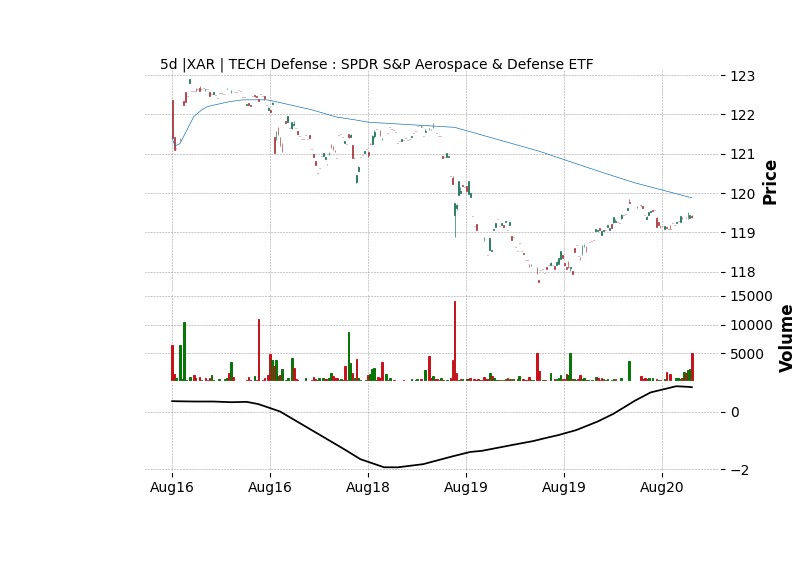 5d |XAR | TECH Defense : SPDR S&P Aerospace & Defense ETF
123
122
121
120
119
118
Price
15000
10000
5000
Volume
0
−2
Aug16 Aug16 Aug18 Aug19 Aug19 Aug20